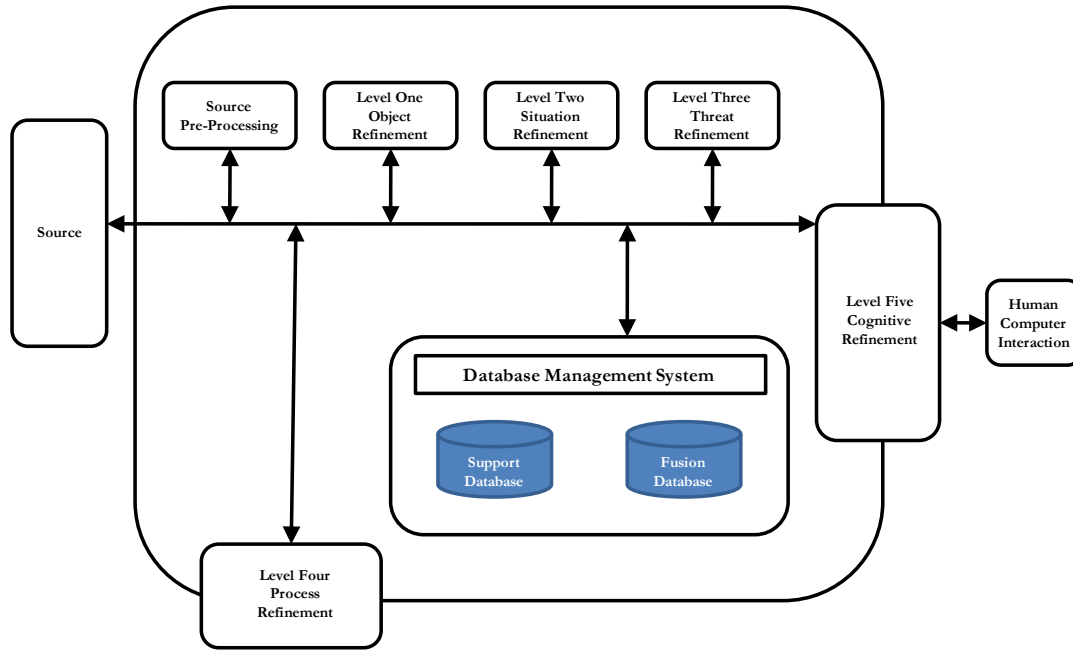 Source
Source
Pre-Processing
Level One
Object
Refinement
Level Two
Situation
Refinement
Level Three
Threat
Refinement
Level Five
Cognitive
Refinement
Human
Computer
Interaction
Database Management System
Support
Database
Fusion
Database
Level Four
Process
Refinement